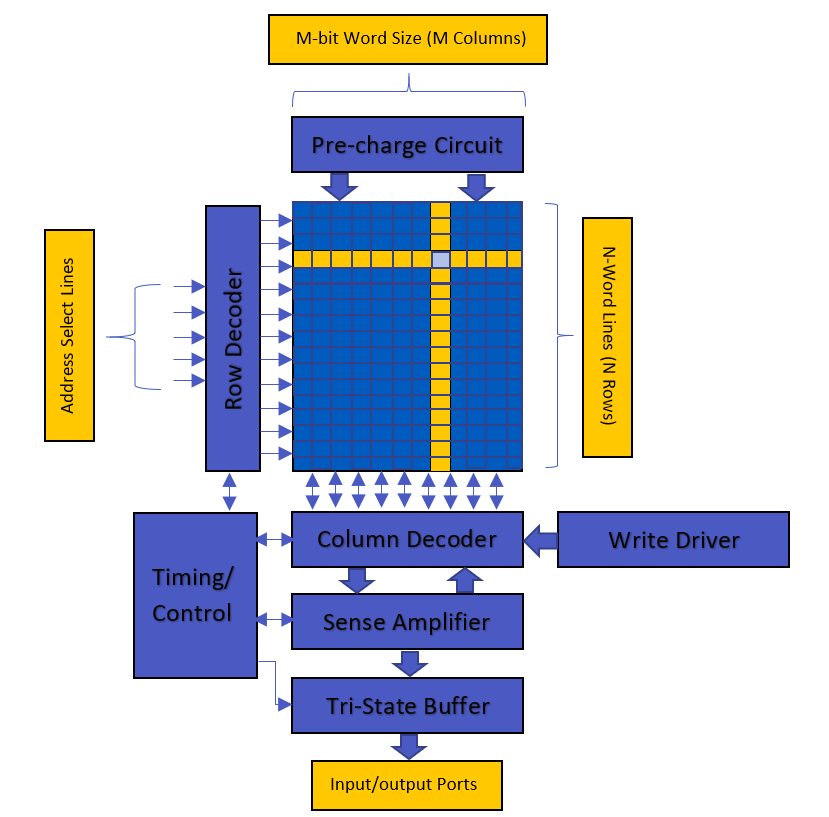 M-bit Word Size (M Columns)
Pre-charge Circuit
Address Select Lines
Row Decoder
N-Word Lines (N Rows)
Timing/
Control
Column Decoder
Write Driver
Sense Amplifier
Tri-State Buffer
Input/output Ports